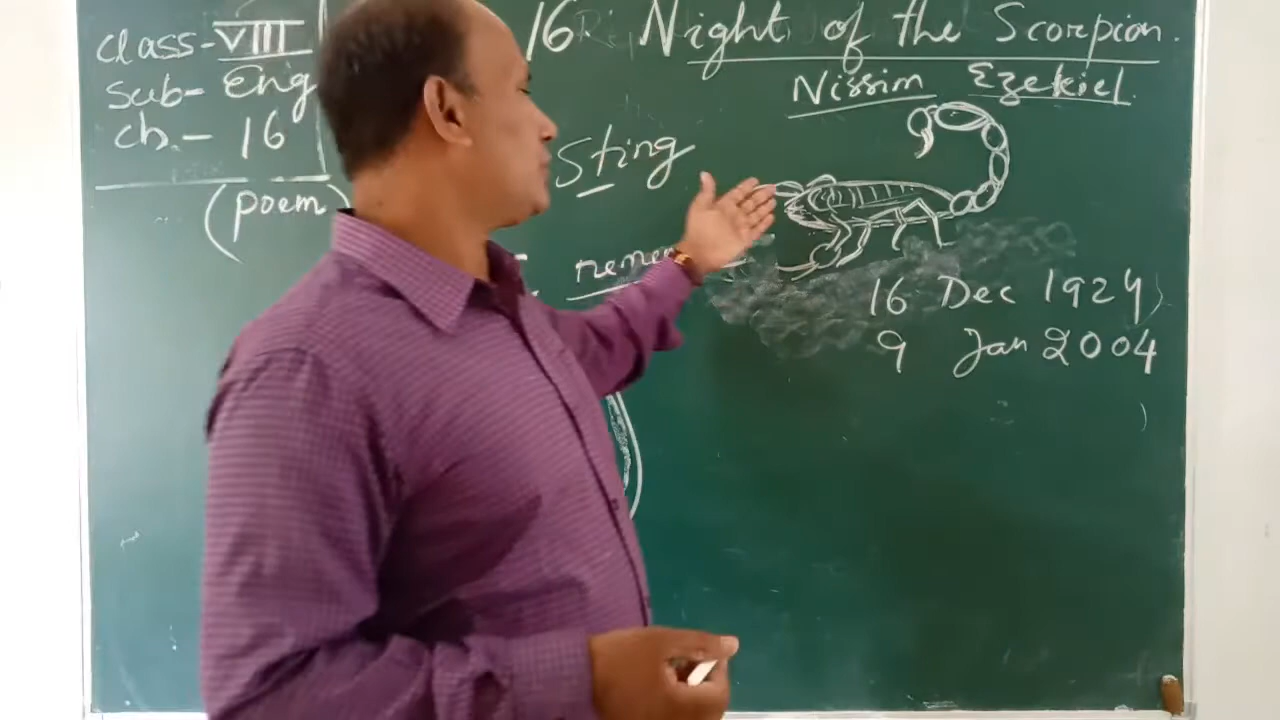 Class-VIII
Sub- Eng
Ch.- 16
(poem)
16. Night of the Scorpion.
Nissim Ezekiel.
Sting
16 Dec 1924
9 Jan 2004